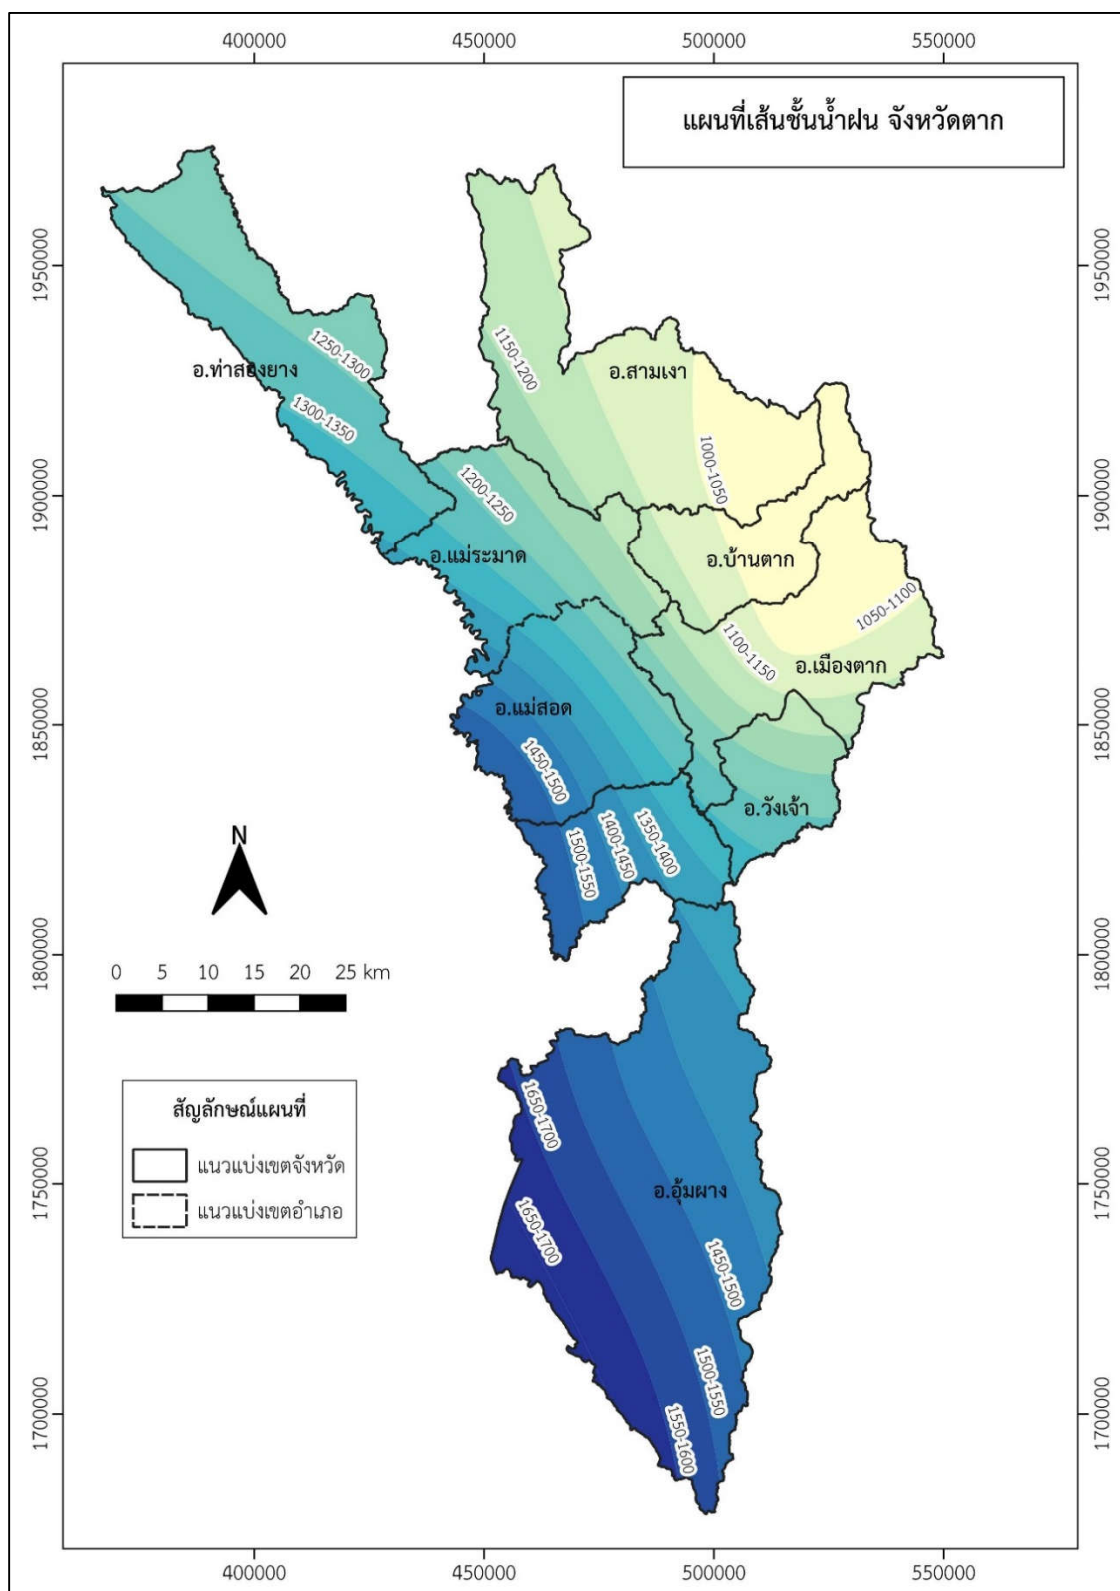 400000 450000 500000 550000
แผนที่เส้นชั้นน้ำฝน จังหวัดตาก
1950000 1950000
1150-1200
1250-1300
อ.ท่าสองยาง
อ.สามเงา
1300-1350
1000-1050
1200-1250
1900000 1900000
อ.แม่ระมาด
อ.บ้านตาก
1050-1100
1100-1150
อ.เมืองตาก
อ.แม่สอด
1850000 1850000
1450-1500
อ.วังเจ้า
1500-1550
1400-1450
1350-1400
N
1800000 1800000
0 5 10 15 20 25 km
สัญลักษณ์แผนที่
แนวแบ่งเขตจังหวัด
แนวแบ่งเขตอำเภอ
1650-1700
1750000 1750000
อ.อุ้มผาง
1650-1700
1450-1500
1500-1550
1700000 1700000
1550-1600
400000 450000 500000 550000